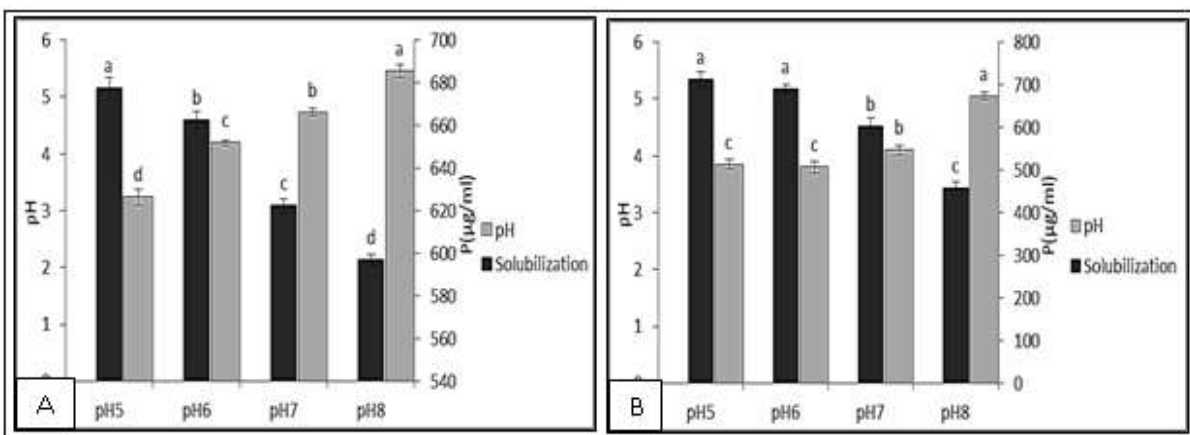 6
5
4
3
2
1
pH
a
d
b
c
c
b
d
a
700
680
660
640
620
600
580
560
540
P(µg/ml)
pH
Solubilization
pH5
pH6
pH7
pH8
A
6
5
4
3
2
1
pH
a
c
a
c
b
b
c
a
800
700
600
500
400
300
200
100
0
P(µg/ml)
pH
Solubilization
pH5
pH6
pH7
pH8
B